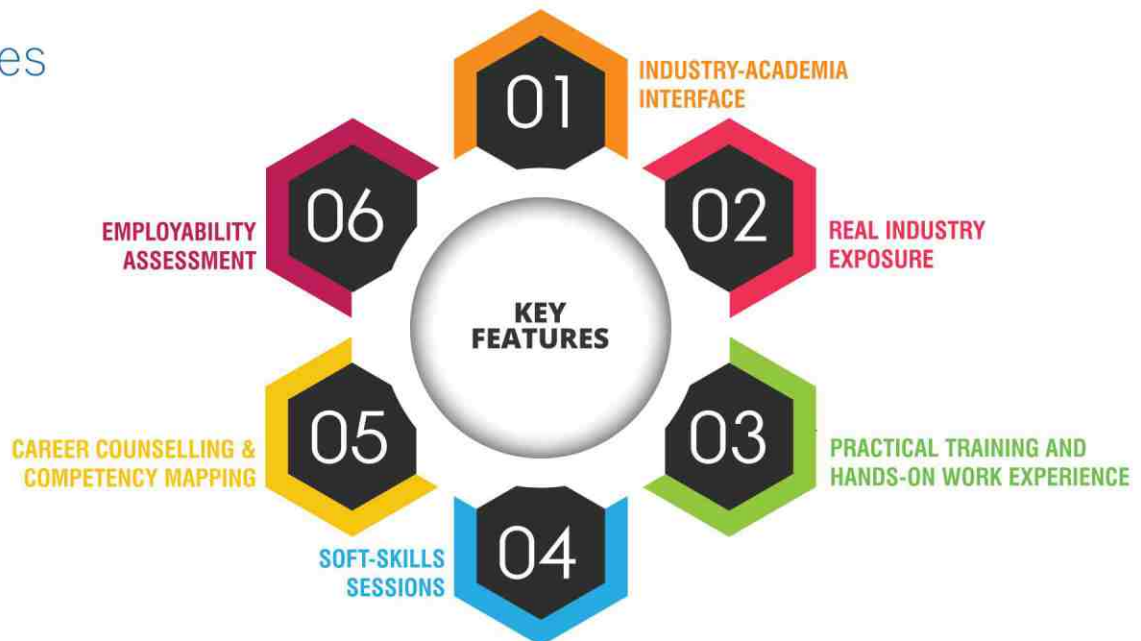 es
01
INDUSTRY-ACADEMIA
INTERFACE
02
REAL INDUSTRY
EXPOSURE
03
PRACTICAL TRAINING AND
HANDS-ON WORK EXPERIENCE
04
SOFT-SKILLS
SESSIONS
05
CAREER COUNSELLING &
COMPETENCY MAPPING
06
EMPLOYABILITY
ASSESSMENT
KEY
FEATURES